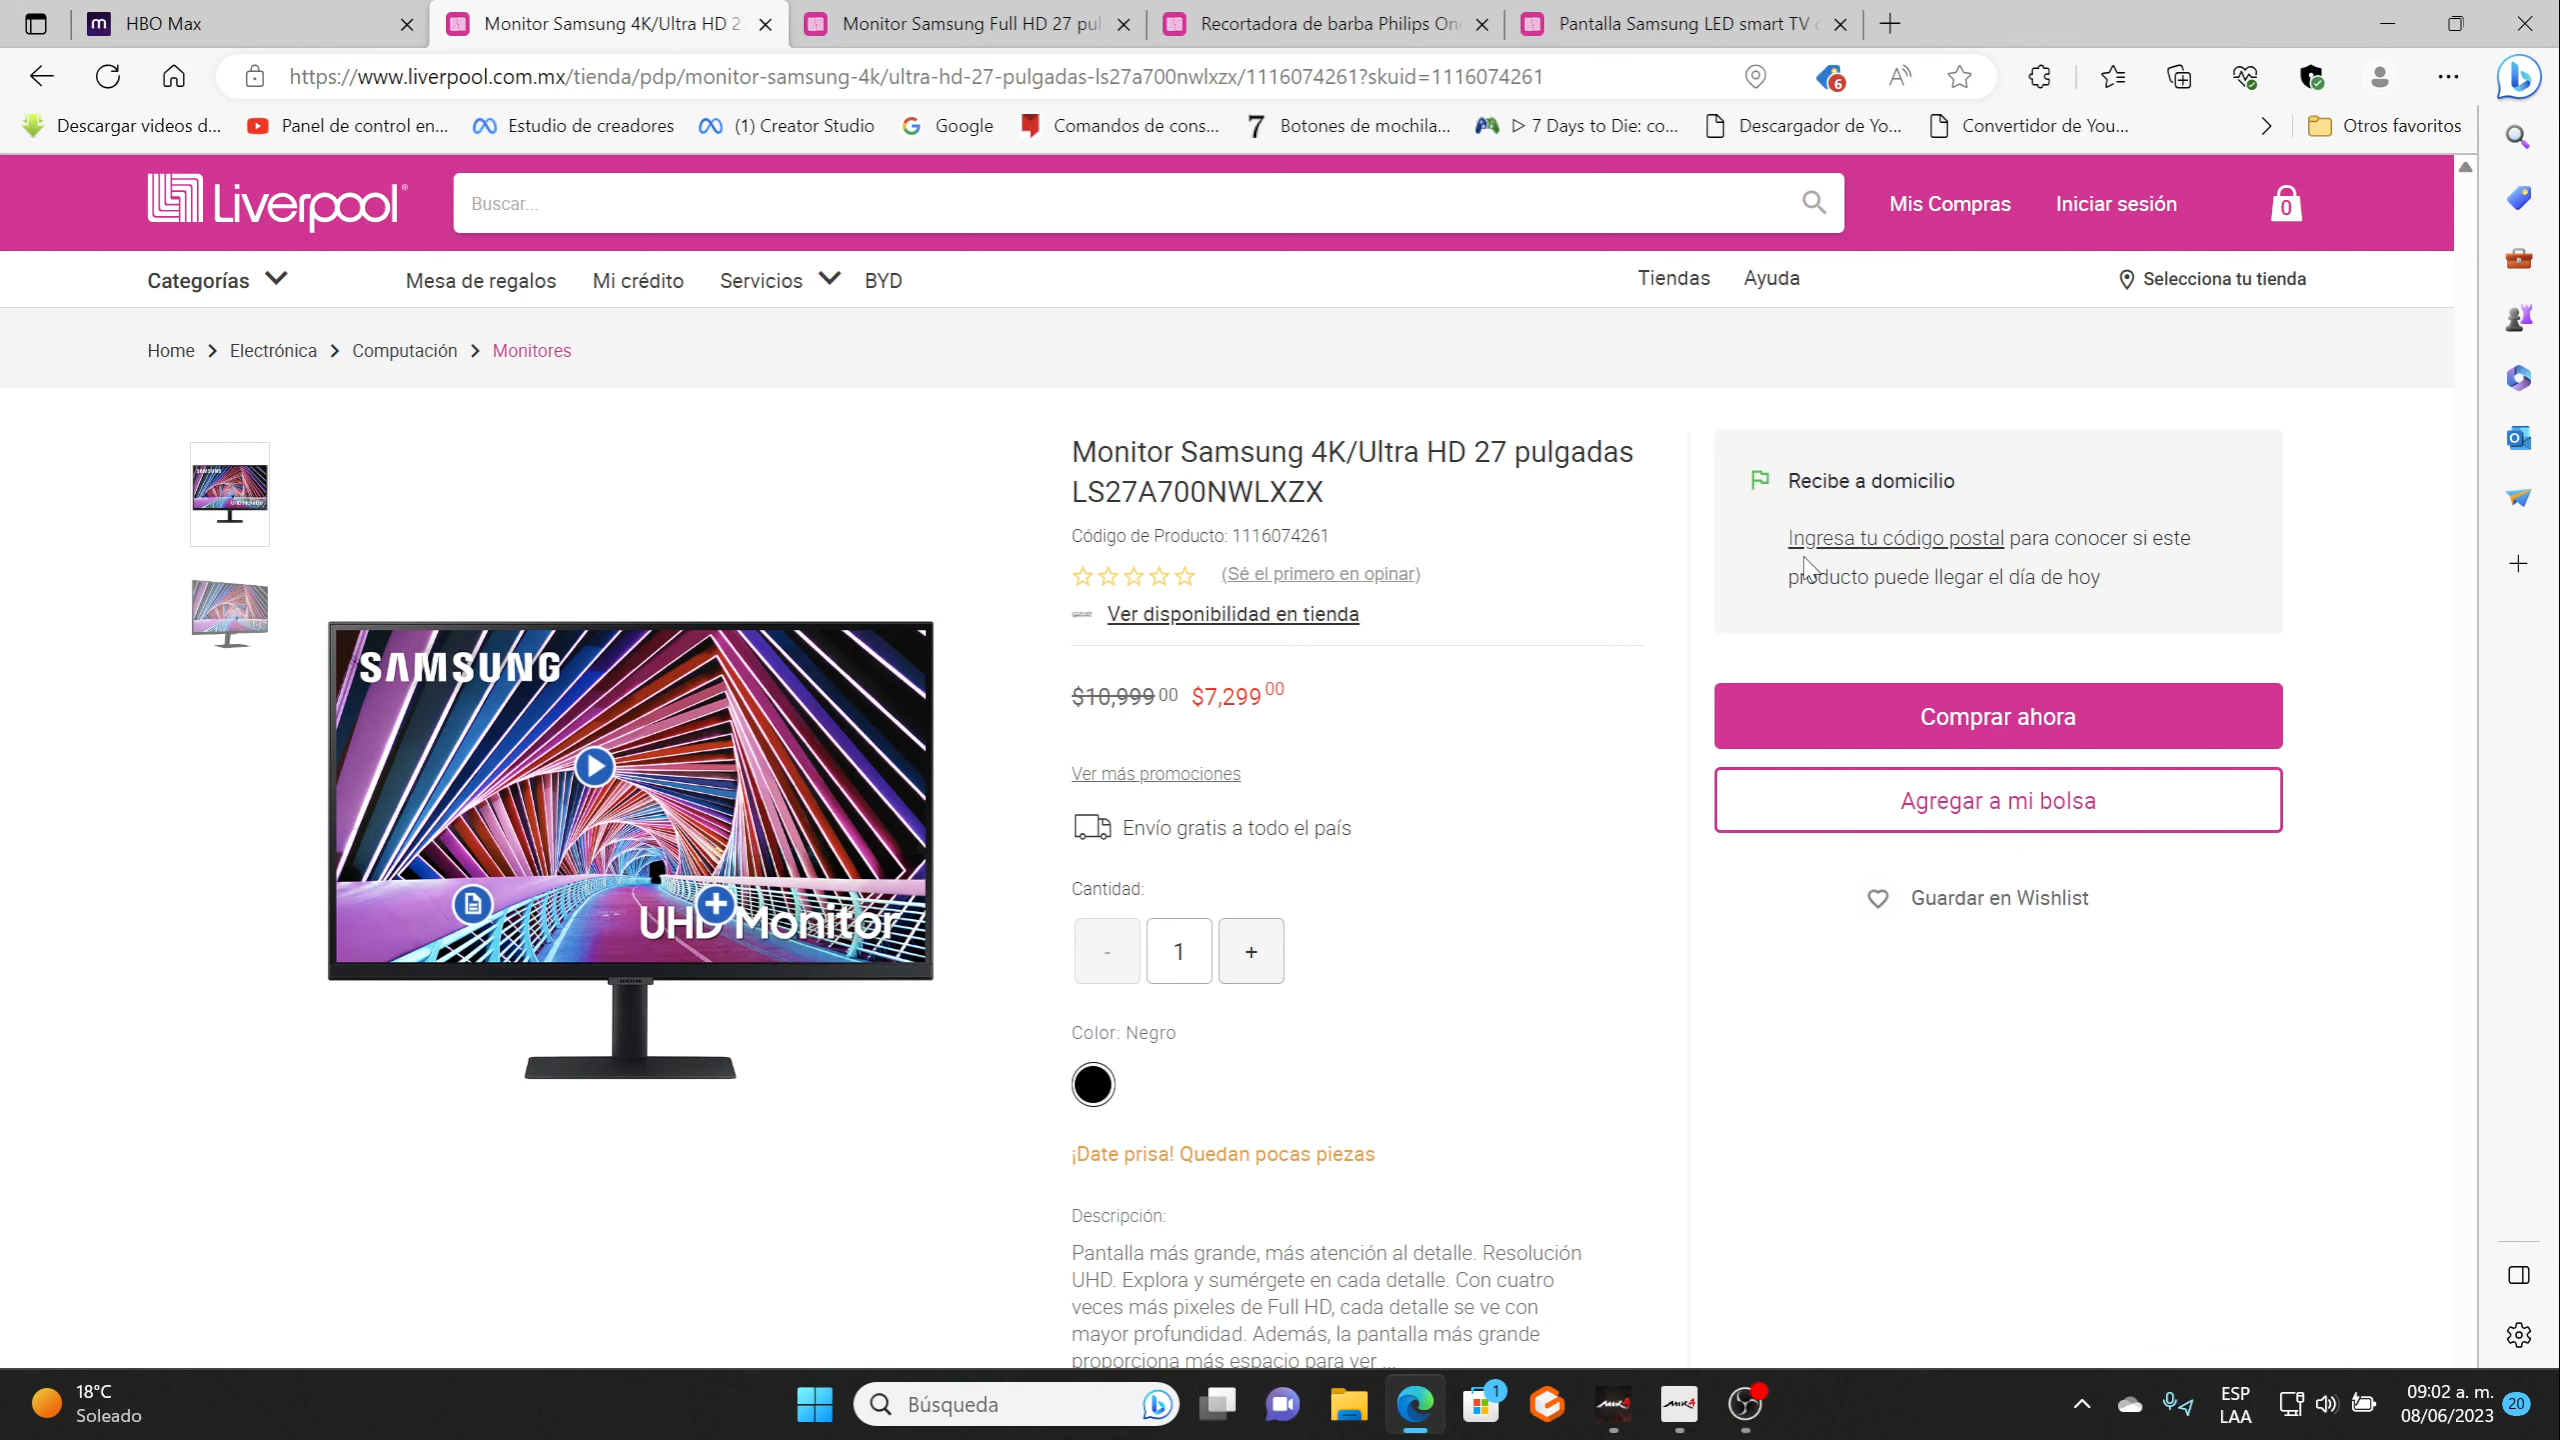 HBO Max
Monitor Samsung 4K/Ultra HD 2
Monitor Samsung Full HD 27 pul
Recortadora de barba Philips On
Pantalla Samsung LED smart TV
https://www.liverpool.com.mx/tienda/pdp/monitor-samsung-4k/ultra-hd-27-pulgadas-ls27a700nwlxzx/1116074261?skuid=1116074261
6
Descargar videos d...
Panel de control en...
Estudio de creadores
(1) Creator Studio
Google
Comandos de cons...
7 Botones de mochila...
7 Days to Die: co...
Descargador de Yo...
Convertidor de You...
Otros favoritos
Liverpool
Buscar...
Mis Compras
Iniciar sesión
0
Categorías
Mesa de regalos
Mi crédito
Servicios
BYD
Tiendas
Ayuda
Selecciona tu tienda
Home > Electrónica > Computación > Monitores
Monitor Samsung 4K/Ultra HD 27 pulgadas
LS27A700NWLXZX
Código de Producto: 1116074261
(Sé el primero en opinar)
Ver disponibilidad en tienda
$10,999 00 $7,299 00
Ver más promociones
Envío gratis a todo el país
Cantidad:
- 1 +
Color: Negro
¡Date prisa! Quedan pocas piezas
Descripción:
Pantalla más grande, más atención al detalle. Resolución
UHD. Explora y sumérgete en cada detalle. Con cuatro
veces más pixeles de Full HD, cada detalle se ve con
mayor profundidad. Además, la pantalla más grande
proporciona más espacio para ver ...
SAMSUNG
UHD Monitor
Recibe a domicilio
Ingresa tu código postal para conocer si este
producto puede llegar el día de hoy
Comprar ahora
Agregar a mi bolsa
Guardar en Wishlist
18°C
Soleado
Búsqueda
1
MIR4
MIR4
ESP
LAA
09:02 a. m.
08/06/2023
20